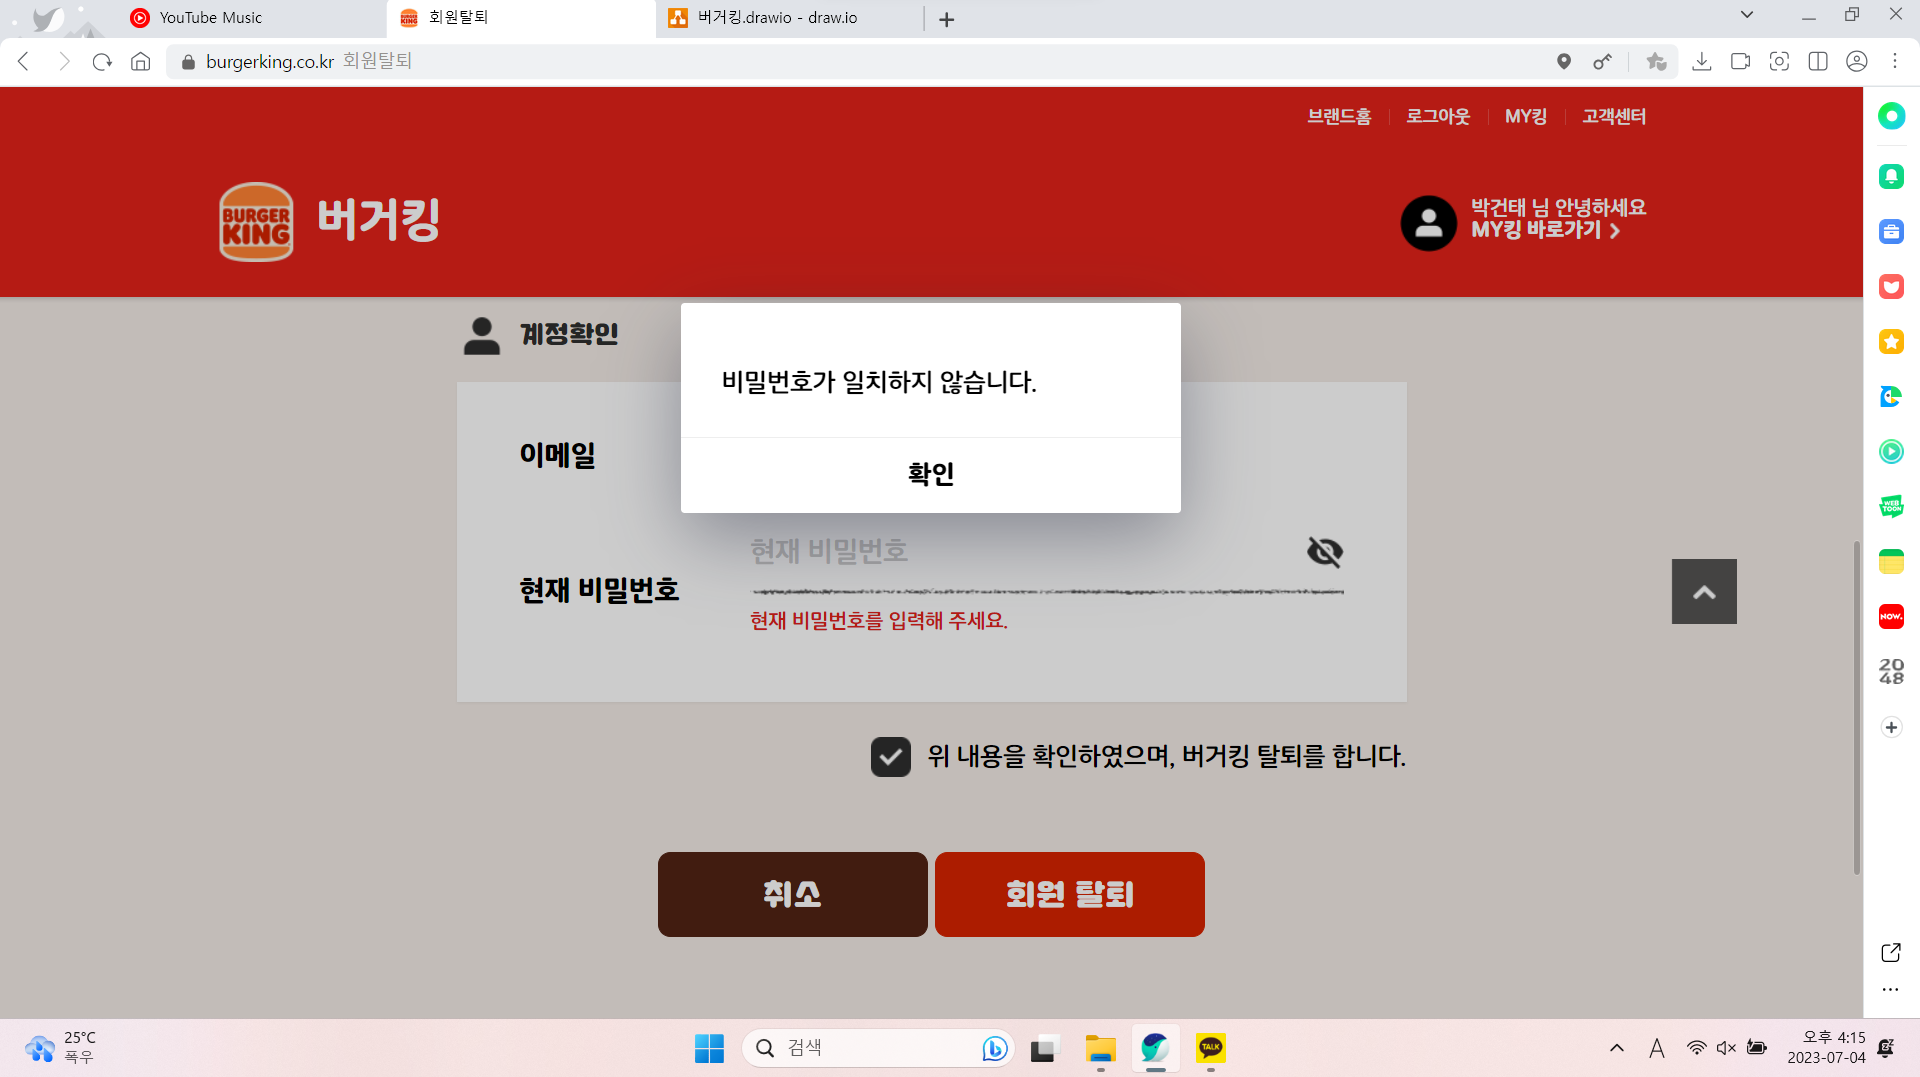 YouTube Music
회원탈퇴
버거킹.drawio - draw.io
burgerking.co.kr 회원탈퇴
브랜드홈
로그아웃
MY킹
고객센터
BURGER
KING
버거킹
박건태 님 안녕하세요
MY킹 바로가기
계정확인
비밀번호가 일치하지 않습니다.
확인
이메일
현재 비밀번호
현재 비밀번호
현재 비밀번호를 입력해 주세요.
위 내용을 확인하였으며, 버거킹 탈퇴를 합니다.
취소
회원 탈퇴
WEB
TOON
NOW.
20
48
25°C
폭우
검색
TALK
A
오후 4:15
2023-07-04